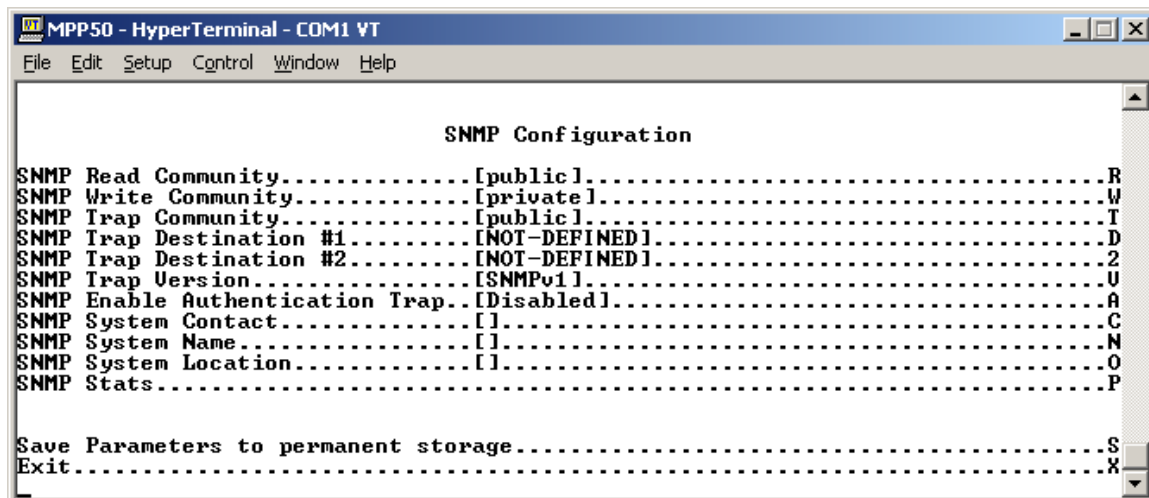 MPP50 - HyperTerminal - COM1 VT
File Edit Setup Control Window Help
SNMP Configuration
SNMP Read Community..............[public]........................................................R
SNMP Write Community.............[private].......................................................W
SNMP Trap Community..............[public]........................................................T
SNMP Trap Destination #1.........[NOT-DEFINED]...................................................D
SNMP Trap Destination #2.........[NOT-DEFINED]...................................................2
SNMP Trap Version................[SNMPv1]........................................................V
SNMP Enable Authentication Trap..[Disabled]......................................................A
SNMP System Contact..............[]..............................................................C
SNMP System Name.................[]..............................................................N
SNMP System Location.............[]..............................................................O
SNMP Stats.......................................................................................P
Save Parameters to permanent storage.............................................................S
Exit.............................................................................................X